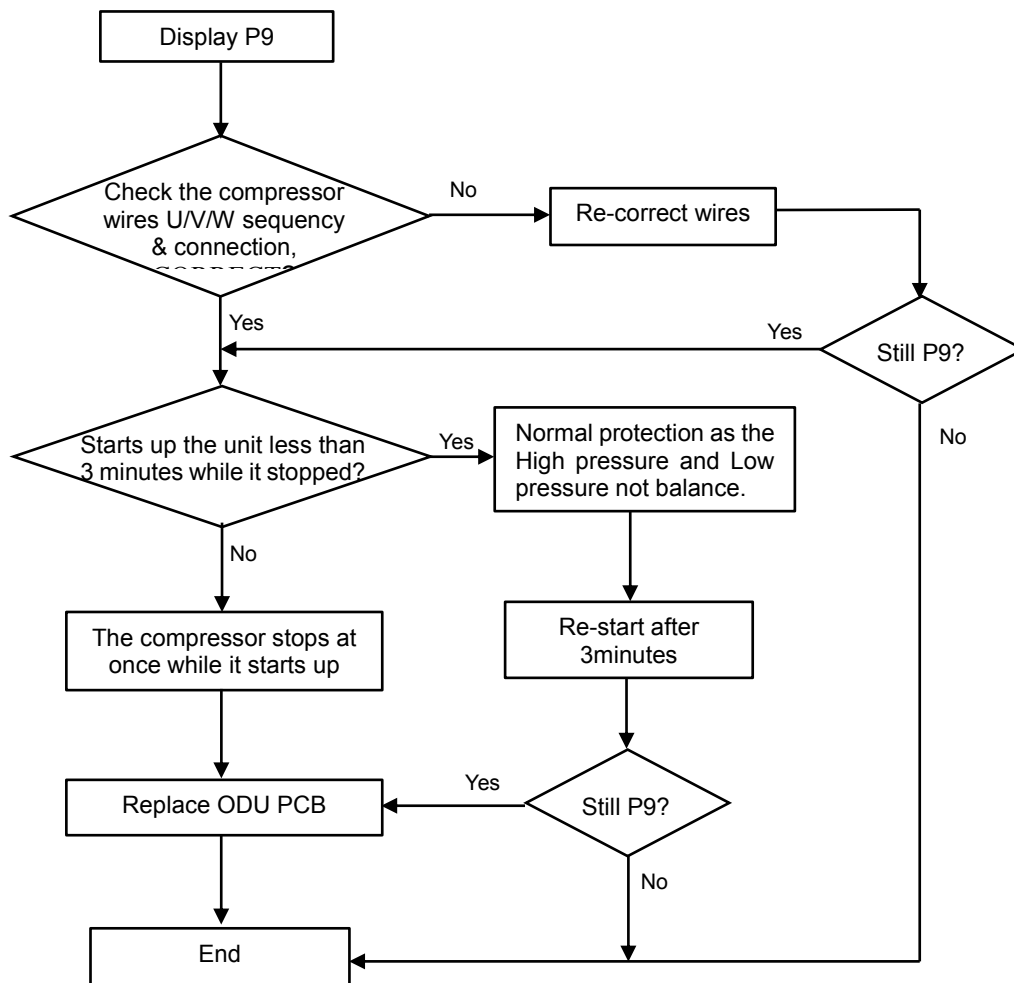 Display P9
Check the compressor
wires U/V/W sequency
& connection,
No
Re-correct wires
Yes
Yes
Still P9?
No
Starts up the unit less than
3 minutes while it stopped?
Yes
Normal protection as the
High pressure and Low
pressure not balance.
No
The compressor stops at
once while it starts up
Re-start after
3minutes
Replace ODU PCB
Yes
Still P9?
No
End